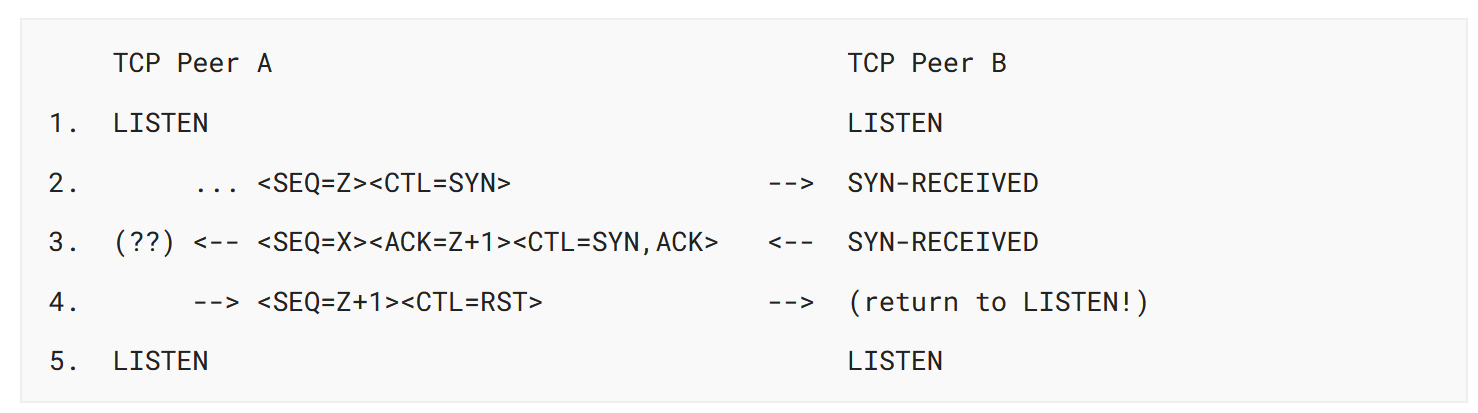 TCP Peer A                                    TCP Peer B
1.  LISTEN                                        LISTEN
2.       ... <SEQ=Z><CTL=SYN>                -->  SYN-RECEIVED
3.  (??) <-- <SEQ=X><ACK=Z+1><CTL=SYN,ACK>   <--  SYN-RECEIVED
4.       --> <SEQ=Z+1><CTL=RST>              -->  (return to LISTEN!)
5.  LISTEN                                        LISTEN